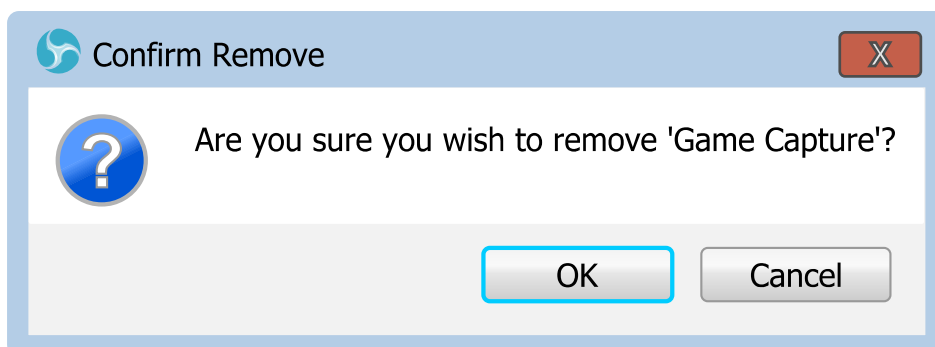 Confirm Remove
X
Are you sure you wish to remove 'Game Capture'?
OK
Cancel